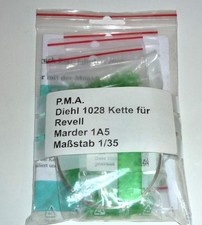 P.M.A.
Diehl 1028 Kette für
Revell
Marder 1A5
Maßstab 1/35